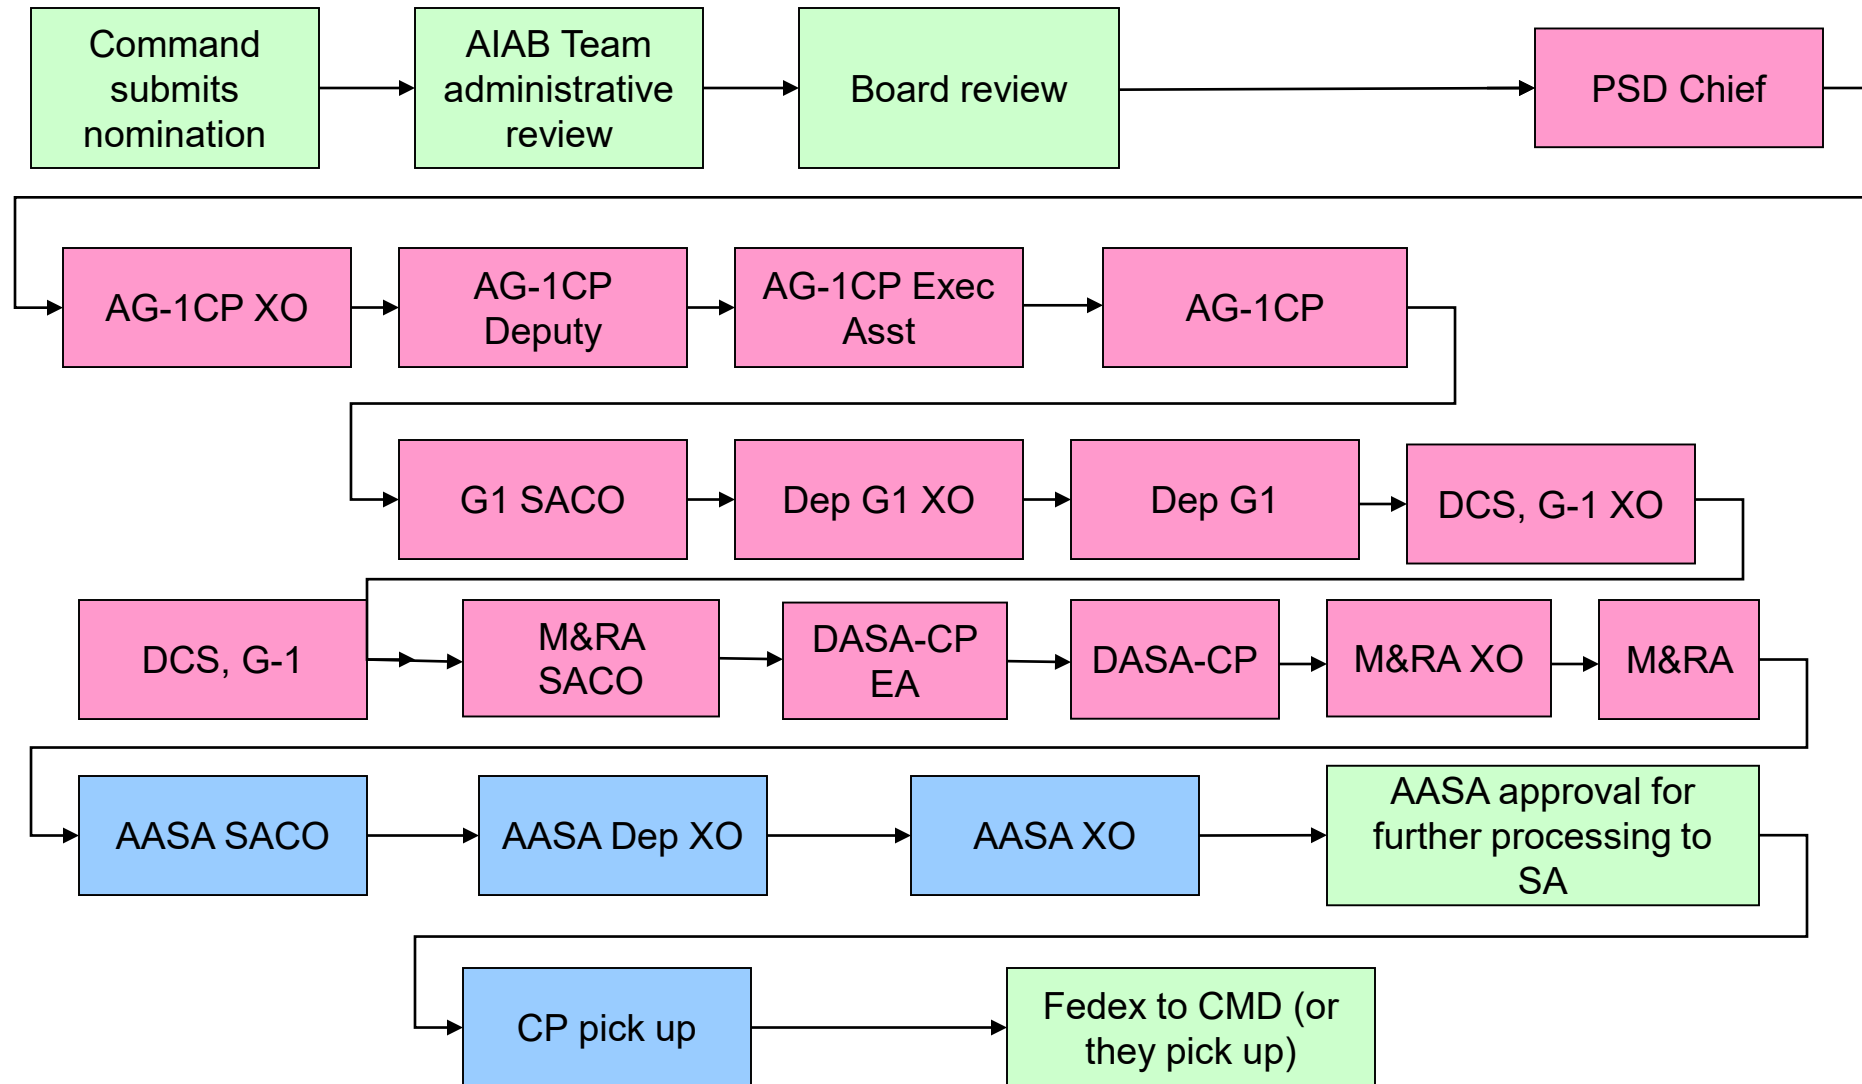 Command
submits
nomination
AIAB Team
administrative
review
Board review
PSD Chief
AG-1CP XO
AG-1CP
Deputy
AG-1CP Exec
Asst
AG-1CP
G1 SACO
Dep G1 XO
Dep G1
DCS, G-1 XO
DCS, G-1
M&RA
SACO
DASA-CP
EA
DASA-CP
M&RA XO
M&RA
AASA SACO
AASA Dep XO
AASA XO
AASA approval for
further processing to
SA
CP pick up
Fedex to CMD (or
they pick up)